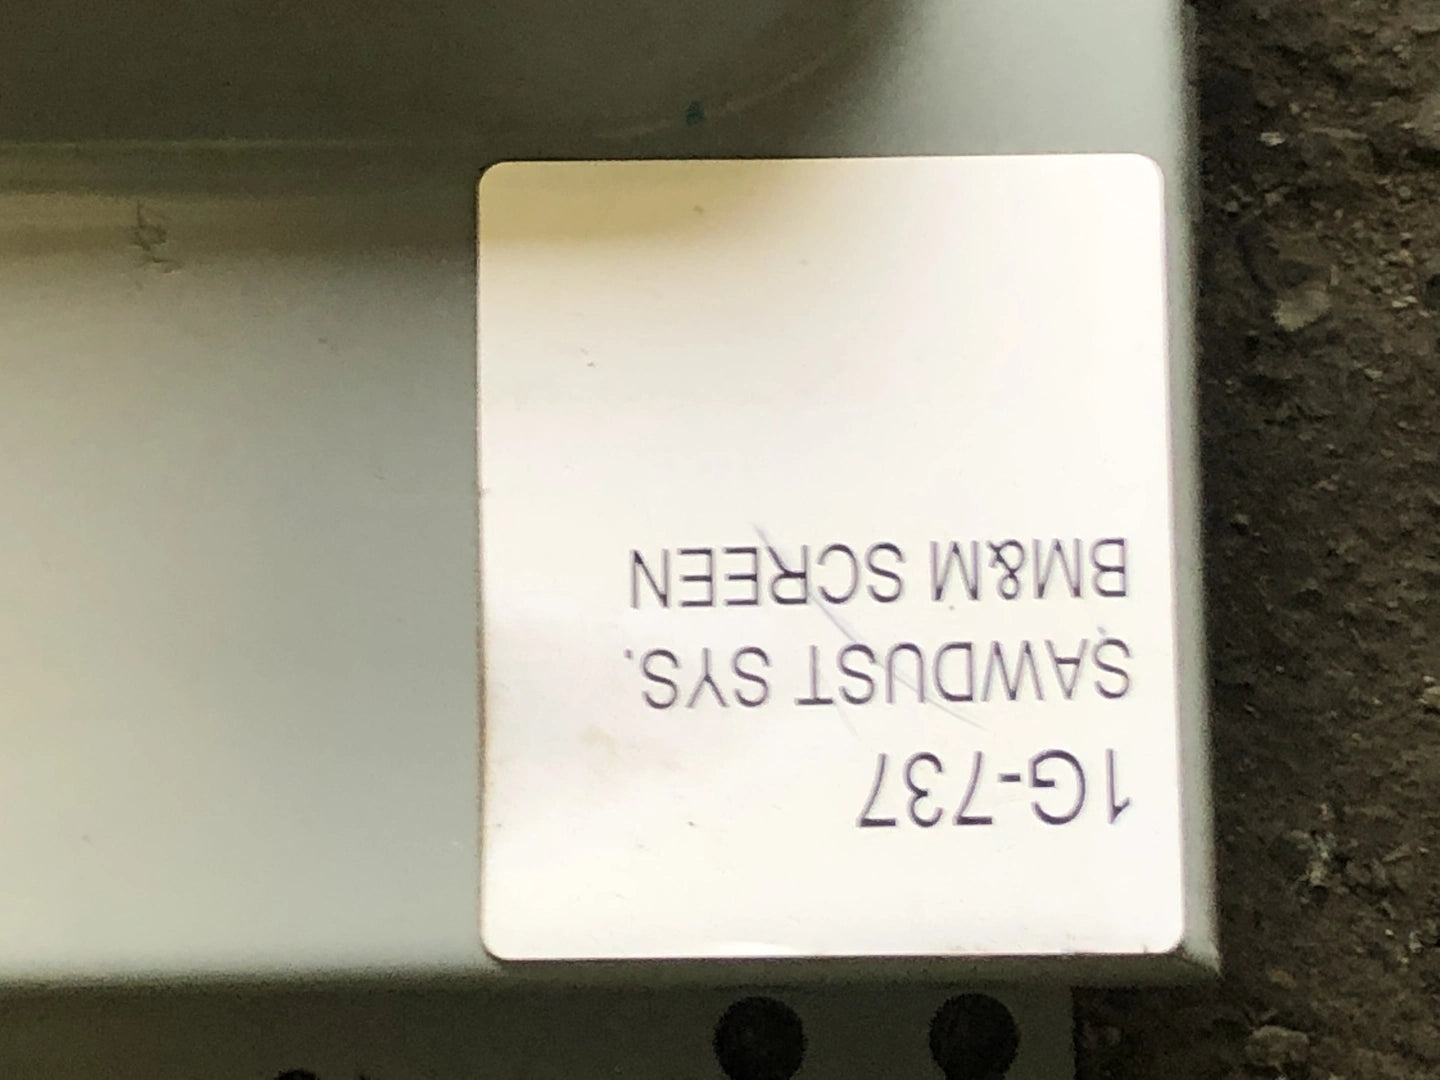 1G-737
SAWDUST SYS.
BM&M SCREEN